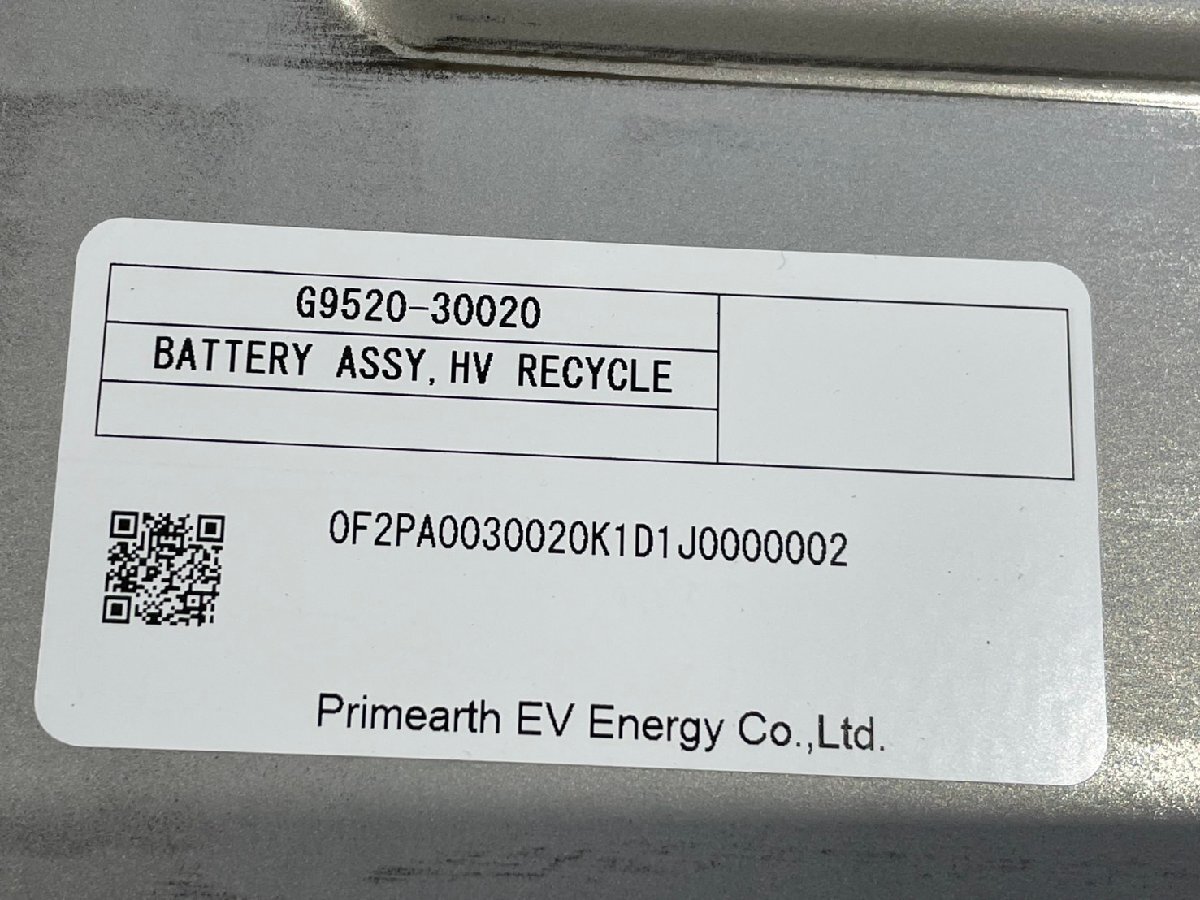 G9520-30020
BATTERY ASSY,HV RECYCLE
0F2PA0030020K1D1J0000002
Primearth EV Energy Co.,Ltd.